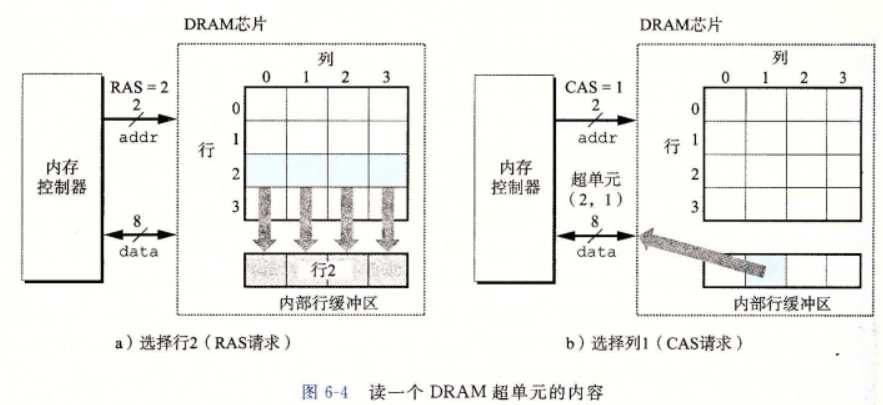 DRAM芯片
列
0 1 2 3
RAS = 2
2
addr
行
0
1
2
3
内存
控制器
8
data
行2
内部行缓冲区
a）选择行2（RAS请求）
DRAM芯片
列
0 1 2 3
CAS = 1
2
addr
行
0
1
2
3
内存
控制器
超单元
（2，1）
8
data
内部行缓冲区
b）选择列1（CAS请求）
图 6-4 读一个 DRAM 超单元的内容